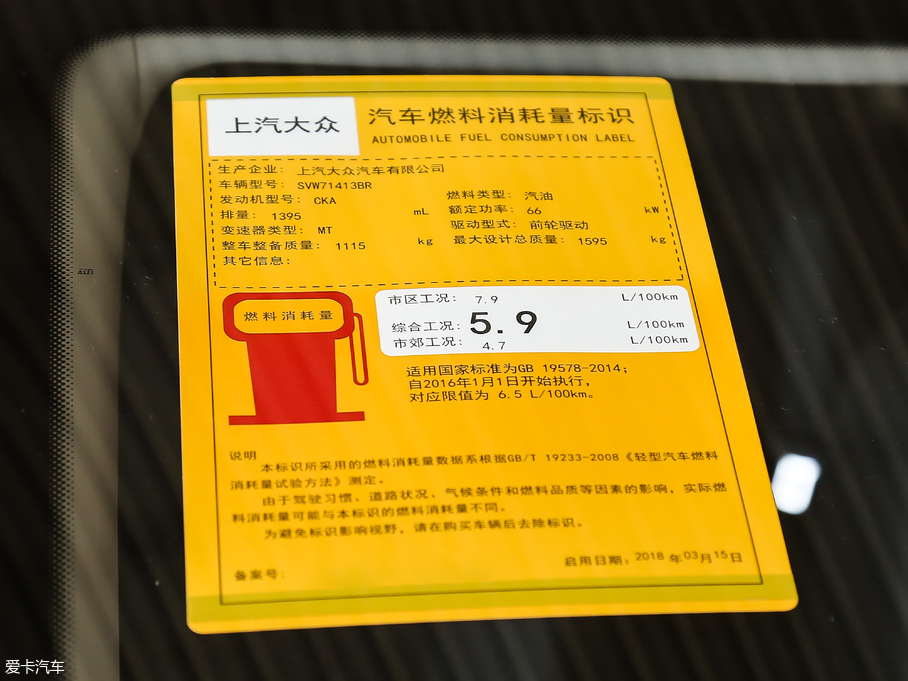 上汽大众
汽车燃料消耗量标识
AUTOMOBILE FUEL CONSUMPTION LABEL
生产企业: 上汽大众汽车有限公司
车辆型号: SVW71413BR
发动机型号: CKA 燃料类型: 汽油
排量: 1395 mL 额定功率: 66 kW
变速器类型: MT 驱动型式: 前轮驱动
整车整备质量: 1115 kg 最大设计总质量: 1595 kg
其它信息:
燃料消耗量
市区工况: 7.9 L/100km
综合工况: 5.9 L/100km
市郊工况: 4.7 L/100km
适用国家标准为GB 19578-2014;
自2016年1月1日开始执行,
对应限值为 6.5 L/100km。
说明
本标识所采用的燃料消耗量数据系根据GB/T 19233-2008《轻型汽车燃料
消耗量试验方法》测定。
由于驾驶习惯、道路状况、气候条件和燃料品质等因素的影响，实际燃
料消耗量可能与本标识的燃料消耗量不同。
为避免标识影响视野，请在购买车辆后去除标识。
备案号:
启用日期: 2018 年03月15日
爱卡汽车